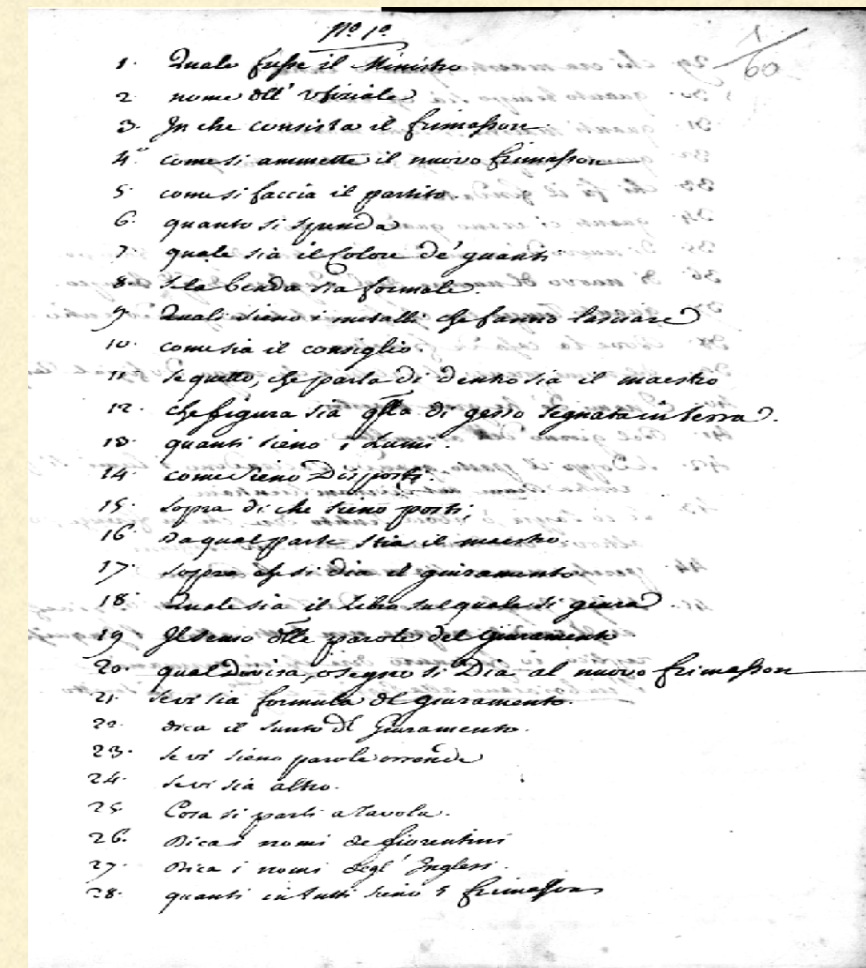 N.º 1.º
1
60
1. Quale fusse il Ministro
2. nome dell' Vfiziale
3. In che consista il frimasson.
4. come si ammette il nuovo frimasson
5. come si faccia il partito.
6. quanto si spenda
7. quale sia il Colore de' guanti
8. se la benda sia formale.
9. Quali sieno i metalli che fanno lasciare
10. come sia il consiglio.
11. se quello, che parla di dentro sia il maestro
12. che figura sia qlla di gesso segnata in terra.
13. quanti sieno i Lumi.
14. come sieno Disposti.
15. sopra di che sieno posti.
16. Da qual parte stia il maestro.
17. soppra che si dia il giuramento
18. Quale sia il libro sul quale si giura
19. Il senso dlle parole del Giuramento
20. qual Divisa, o segno si Dia al nuovo frimasson
21. se vi sia formula dl Giuramento.
22. dica il sunto dl Giuramento.
23. se vi sieno parole orrende
24. se vi sia altro.
25. Cosa si parli a Tavola.
26. Dica i nomi de fiorentini
27. Dica i nomi degl' Inglesi.
28. quanti in tutti sieno i frimasson